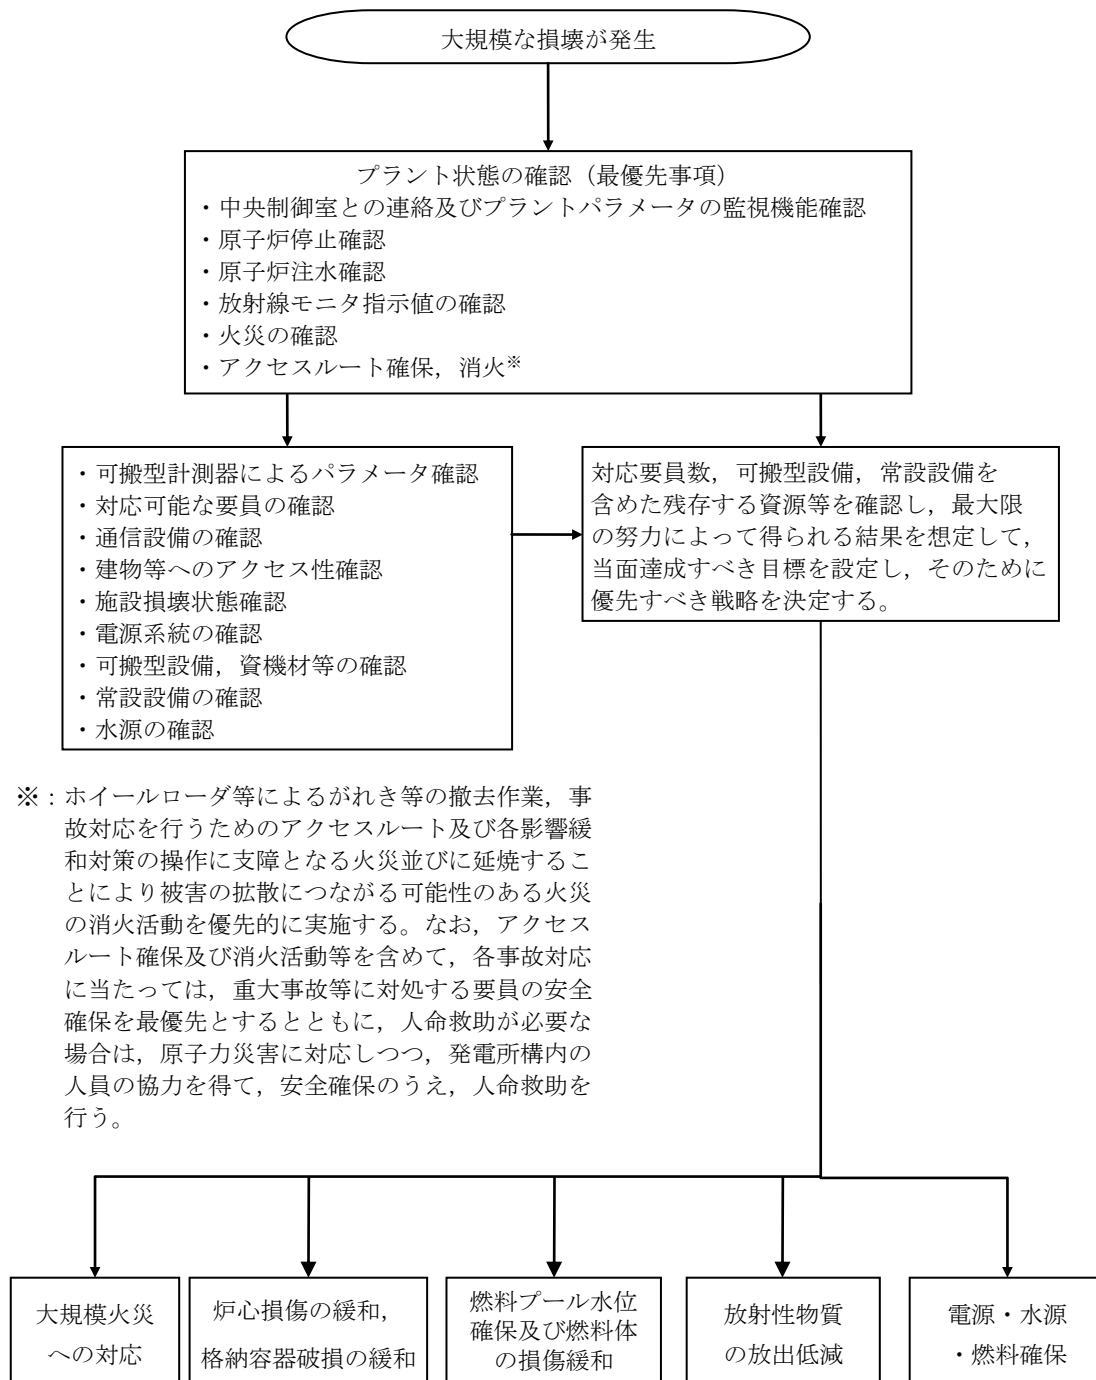 大規模な損壊が発生
プラント状態の確認（最優先事項）
・中央制御室との連絡及びプラントパラメータの監視機能確認
・原子炉停止確認
・原子炉注水確認
・放射線モニタ指示値の確認
・火災の確認
・アクセスルート確保，消火※
・可搬型計測器によるパラメータ確認
・対応可能な要員の確認
・通信設備の確認
・建物等へのアクセス性確認
・施設損壊状態確認
・電源系統の確認
・可搬型設備，資機材等の確認
・常設設備の確認
・水源の確認
対応要員数，可搬型設備，常設設備を
含めた残存する資源等を確認し，最大限
の努力によって得られる結果を想定して，
当面達成すべき目標を設定し，そのために
優先すべき戦略を決定する。
※：ホイールローダ等によるがれき等の撤去作業，事
故対応を行うためのアクセスルート及び各影響緩
和対策の操作に支障となる火災並びに延焼するこ
とにより被害の拡散につながる可能性のある火災
の消火活動を優先的に実施する。なお，アクセス
ルート確保及び消火活動等を含めて，各事故対応
に当たっては，重大事故等に対処する要員の安全
確保を最優先とするとともに，人命救助が必要な
場合は，原子力災害に対応しつつ，発電所構内の
人員の協力を得て，安全確保のうえ，人命救助を
行う。
大規模火災
への対応
炉心損傷の緩和，
格納容器破損の緩和
燃料プール水位
確保及び燃料体
の損傷緩和
放射性物質
の放出低減
電源・水源
・燃料確保